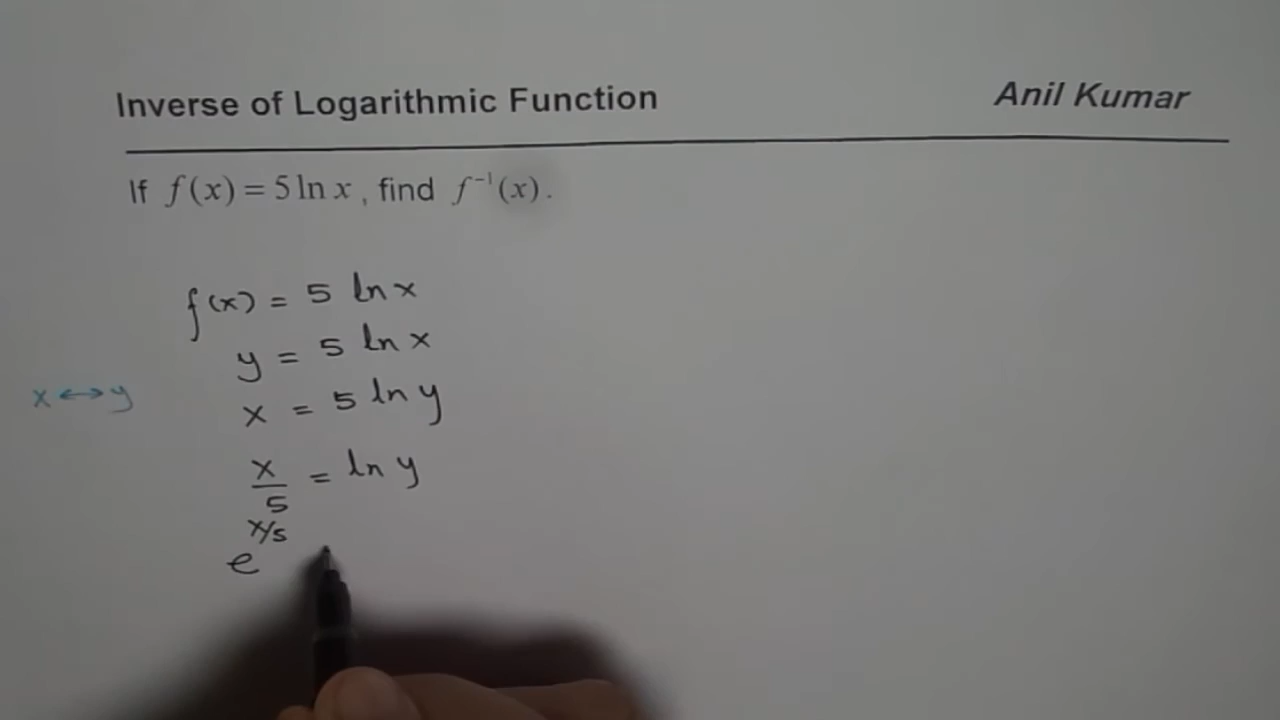 Inverse of Logarithmic Function Anil Kumar
If f(x) = 5 ln x , find f⁻¹(x) .
f(x) = 5 ln x
y = 5 ln x
x ↔ y x = 5 ln y
x/5 = ln y
e^(x/5)